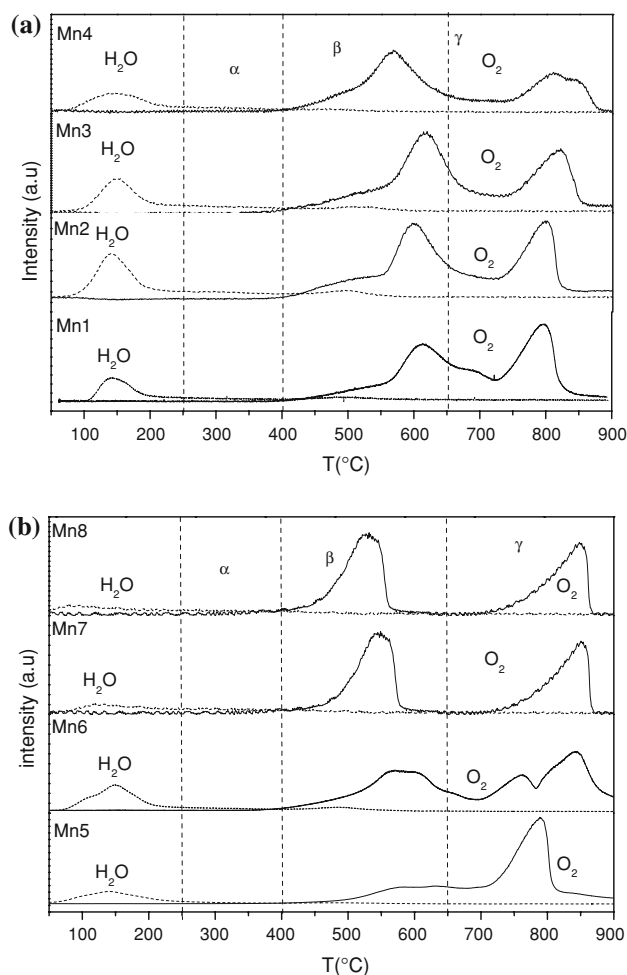 (a)
Mn4
H₂O
α
β
γ
O₂
Mn3
H₂O
O₂
Mn2
H₂O
O₂
Mn1
H₂O
O₂
Intensity (a.u)
100 200 300 400 500 600 700 800 900
T(°C)
(b)
Mn8
H₂O
α
β
γ
O₂
Mn7
H₂O
O₂
Mn6
H₂O
O₂
Mn5
H₂O
O₂
intensity (a.u)
100 200 300 400 500 600 700 800 900
T(°C)